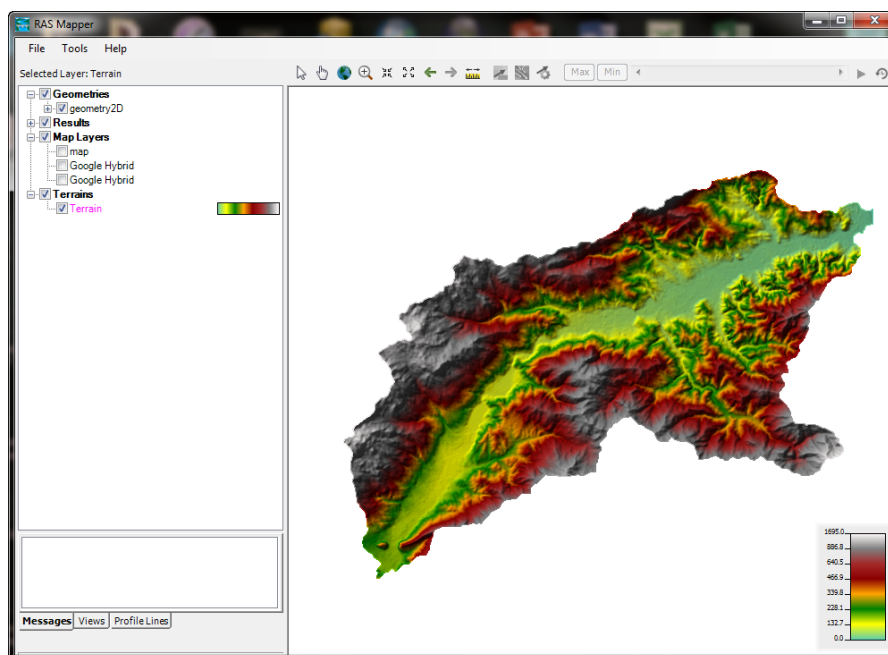 RAS Mapper
File Tools Help
Selected Layer: Terrain
Max Min
Geometries
geometry2D
Results
Map Layers
map
Google Hybrid
Google Hybrid
Terrains
Terrain
1695.0
886.8
640.5
466.9
339.8
228.1
132.7
0.0
Messages Views Profile Lines